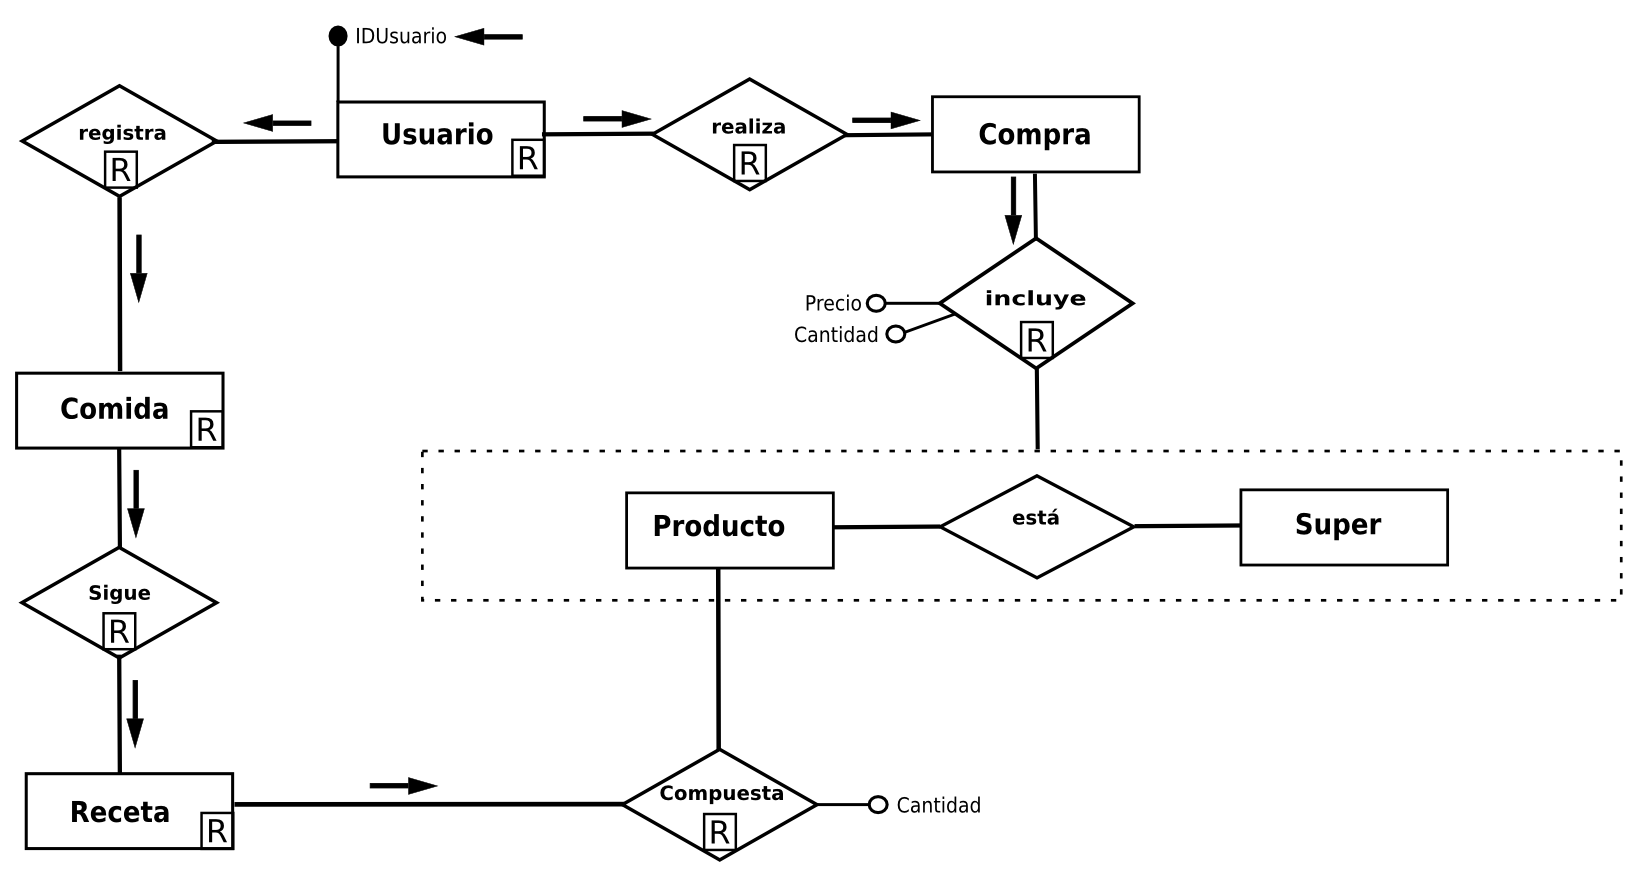 IDUsuario
registra
R
Usuario
R
realiza
R
Compra
Precio
Cantidad
incluye
R
Comida
R
Producto
está
Super
Sigue
R
Receta
R
Compuesta
R
Cantidad